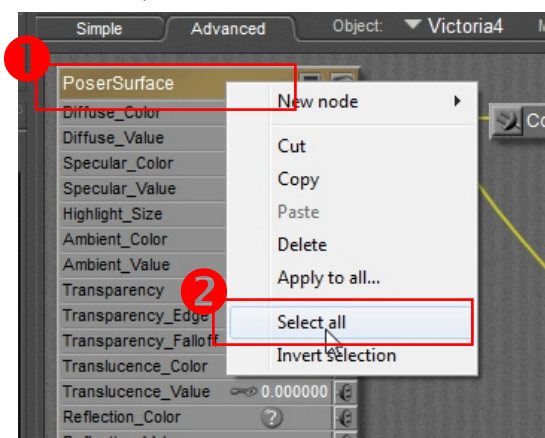 Simple Advanced Object: Victoria4
1
PoserSurface
Diffuse_Color
Diffuse_Value
Specular_Color
Specular_Value
Highlight_Size
Ambient_Color
Ambient_Value
Transparency
Transparency_Edge
Transparency_Falloff
Translucence_Color
Translucence_Value 0.000000
Reflection_Color ?
New node
Cut
Copy
Paste
Delete
Apply to all...
2
Select all
Invert selection
Co